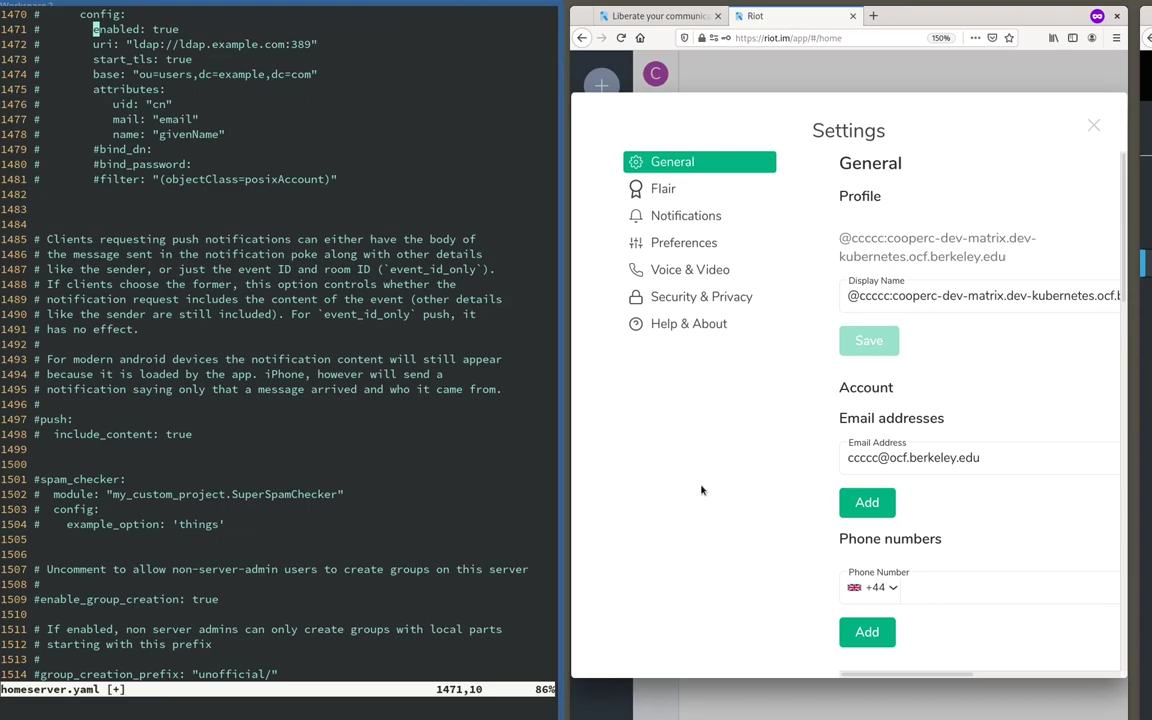 1470 #      config:
1471 #        enabled: true
1472 #        uri: "ldap://ldap.example.com:389"
1473 #        start_tls: true
1474 #        base: "ou=users,dc=example,dc=com"
1475 #        attributes:
1476 #           uid: "cn"
1477 #           mail: "email"
1478 #           name: "givenName"
1479 #        #bind_dn:
1480 #        #bind_password:
1481 #        #filter: "(objectClass=posixAccount)"
1482
1483
1484
1485 # Clients requesting push notifications can either have the body of
1486 # the message sent in the notification poke along with other details
1487 # like the sender, or just the event ID and room ID (`event_id_only`).
1488 # If clients choose the former, this option controls whether the
1489 # notification request includes the content of the event (other details
1490 # like the sender are still included). For `event_id_only` push, it
1491 # has no effect.
1492 #
1493 # For modern android devices the notification content will still appear
1494 # because it is loaded by the app. iPhone, however will send a
1495 # notification saying only that a message arrived and who it came from.
1496 #
1497 #push:
1498 #  include_content: true
1499
1500
1501 #spam_checker:
1502 #  module: "my_custom_project.SuperSpamChecker"
1503 #  config:
1504 #    example_option: 'things'
1505
1506
1507 # Uncomment to allow non-server-admin users to create groups on this server
1508 #
1509 #enable_group_creation: true
1510
1511 # If enabled, non server admins can only create groups with local parts
1512 # starting with this prefix
1513 #
1514 #group_creation_prefix: "unofficial/"
homeserver.yaml [+] 1471,10 86%
Liberate your communica
Riot
https://riot.im/app/#/home
150%
C
Settings
General
Flair
Notifications
Preferences
Voice & Video
Security & Privacy
Help & About
General
Profile
@ccccc:cooperc-dev-matrix.dev-
kubernetes.ocf.berkeley.edu
Display Name
@ccccc:cooperc-dev-matrix.dev-kubernetes.ocf.b
Save
Account
Email addresses
Email Address
ccccc@ocf.berkeley.edu
Add
Phone numbers
Phone Number
+44
Add